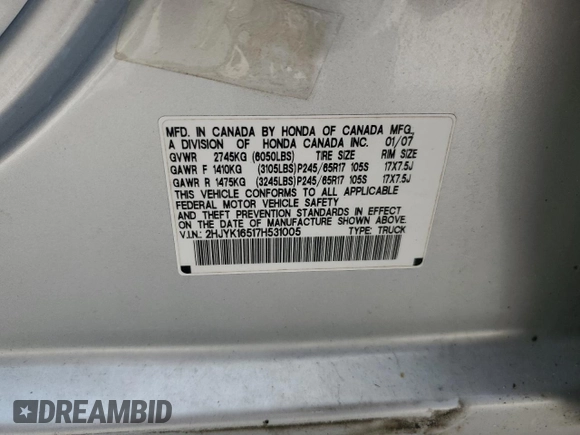 MFD. IN CANADA BY HONDA OF CANADA MFG.,
A DIVISION OF HONDA CANADA INC. 01/07
GVWR 2745KG (6050LBS) TIRE SIZE RIM SIZE
GAWR F 1410KG (3105LBS)P245/65R17 105S 17X7.5J
GAWR R 1475KG (3245LBS)P245/65R17 105S 17X7.5J
THIS VEHICLE CONFORMS TO ALL APPLICABLE
FEDERAL MOTOR VEHICLE SAFETY
AND THEFT PREVENTION STANDARDS IN EFFECT
ON THE DATE OF MANUFACTURE SHOWN ABOVE.
V.I.N.: 2HJYK16517H531005 TYPE: TRUCK
DREAMBID